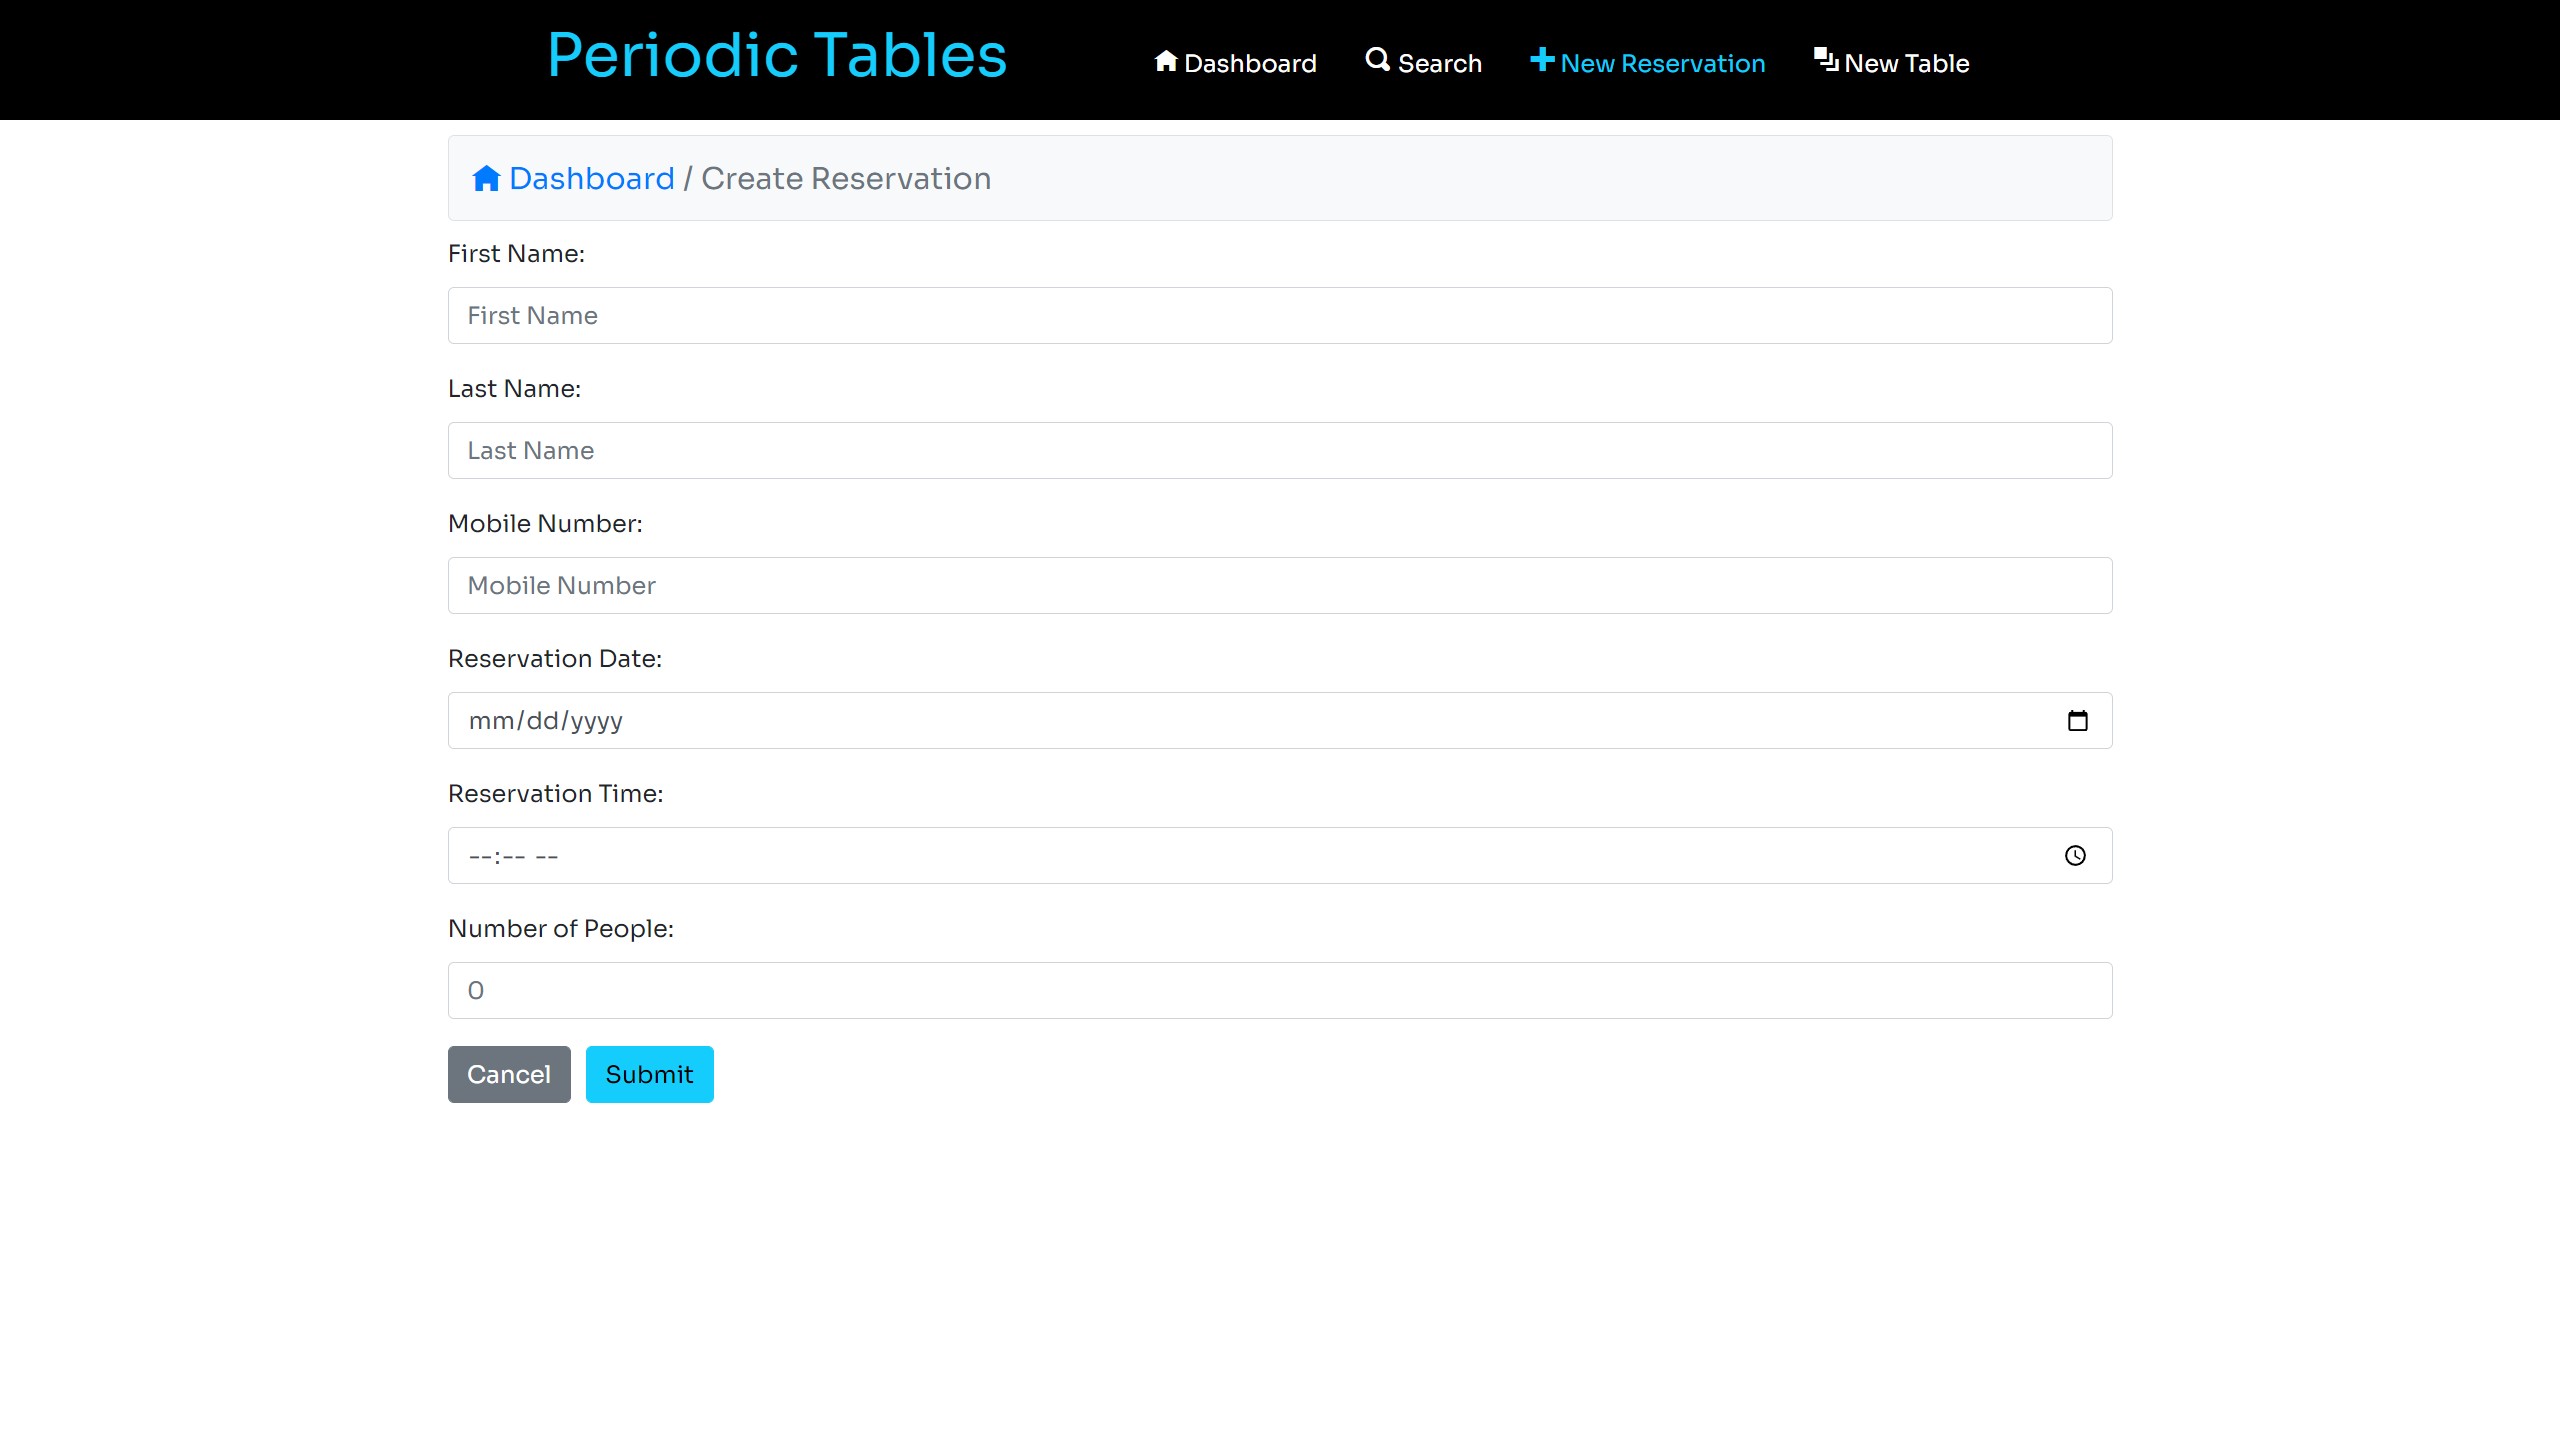 Periodic Tables
Dashboard Search New Reservation New Table
Dashboard / Create Reservation
First Name:
First Name
Last Name:
Last Name
Mobile Number:
Mobile Number
Reservation Date:
mm/dd/yyyy
Reservation Time:
--:-- --
Number of People:
0
Cancel Submit